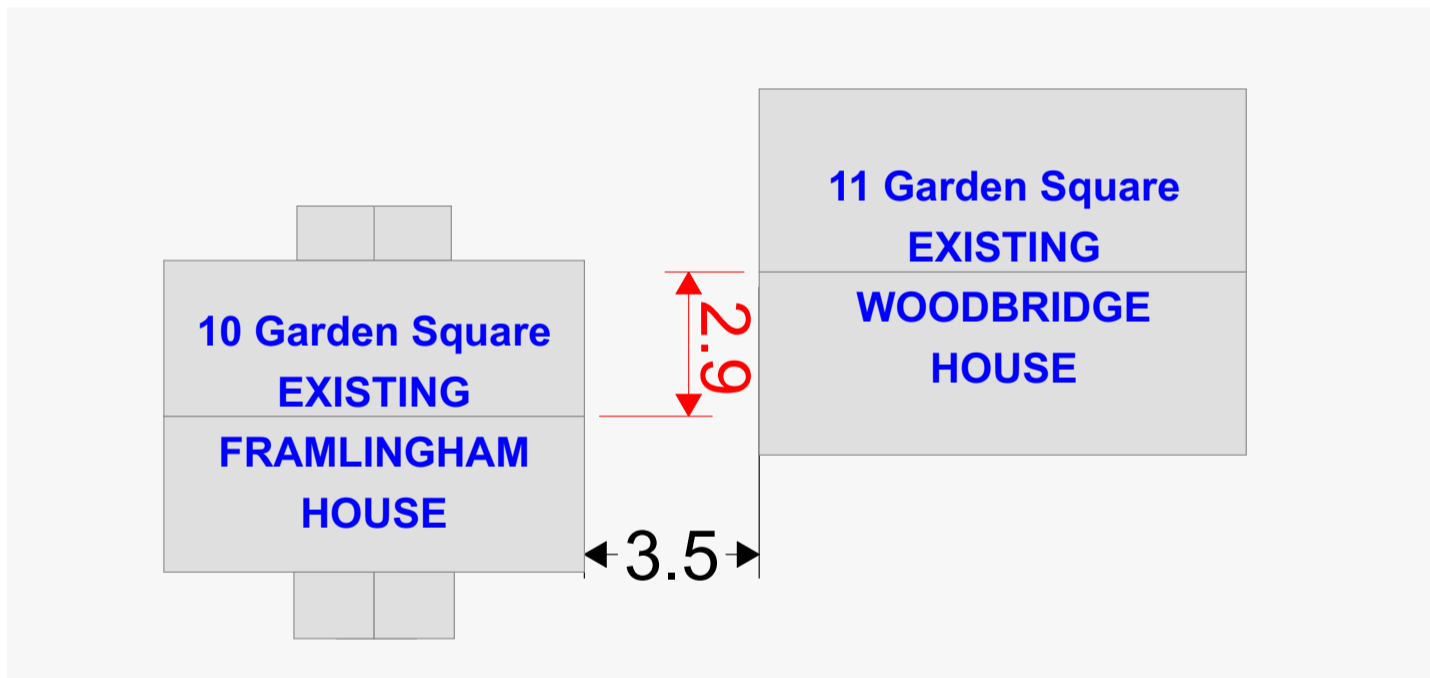 10 Garden Square
EXISTING
FRAMLINGHAM
HOUSE
2.9
3.5
11 Garden Square
EXISTING
WOODBRIDGE
HOUSE